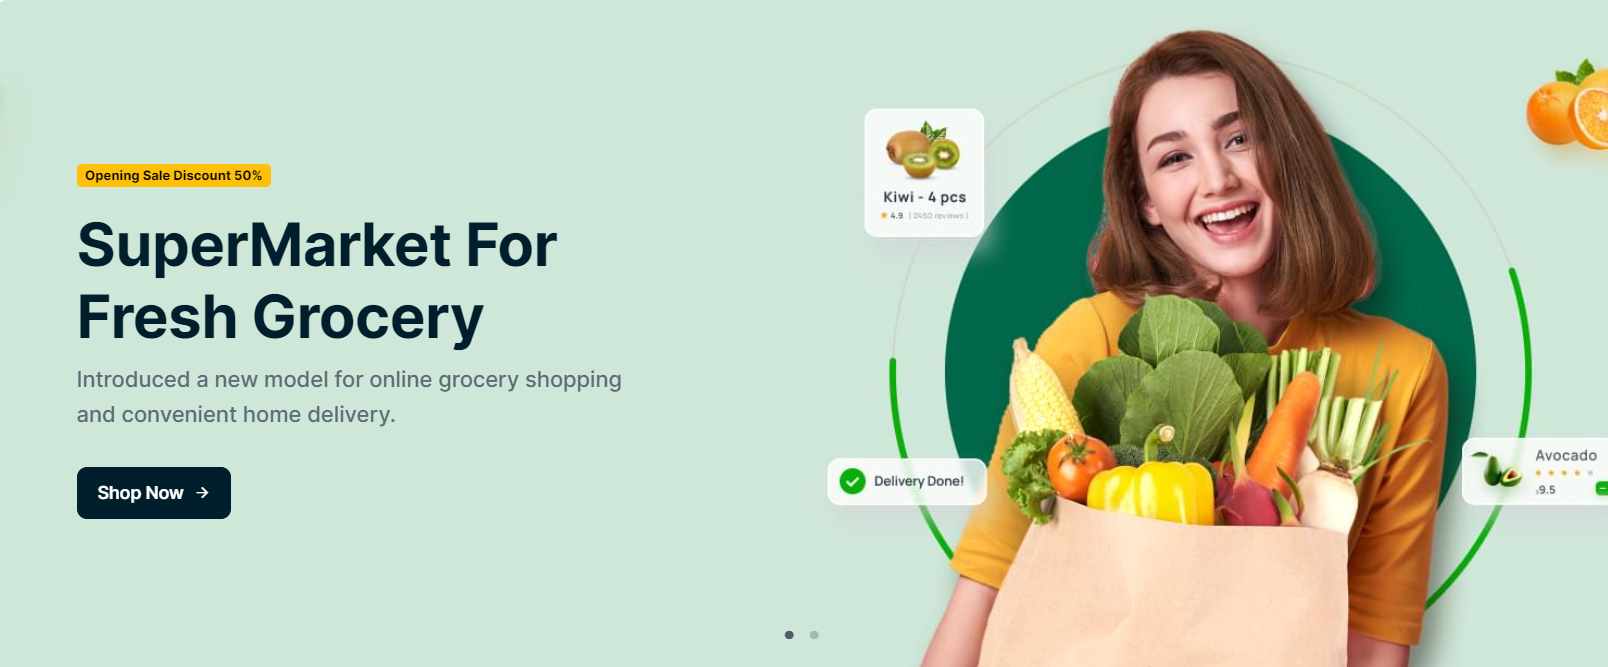 Opening Sale Discount 50%
SuperMarket For
Fresh Grocery
Introduced a new model for online grocery shopping
and convenient home delivery.
Shop Now
Kiwi - 4 pcs
4.9 ( 2450 reviews )
Delivery Done!
Avocado
9.5